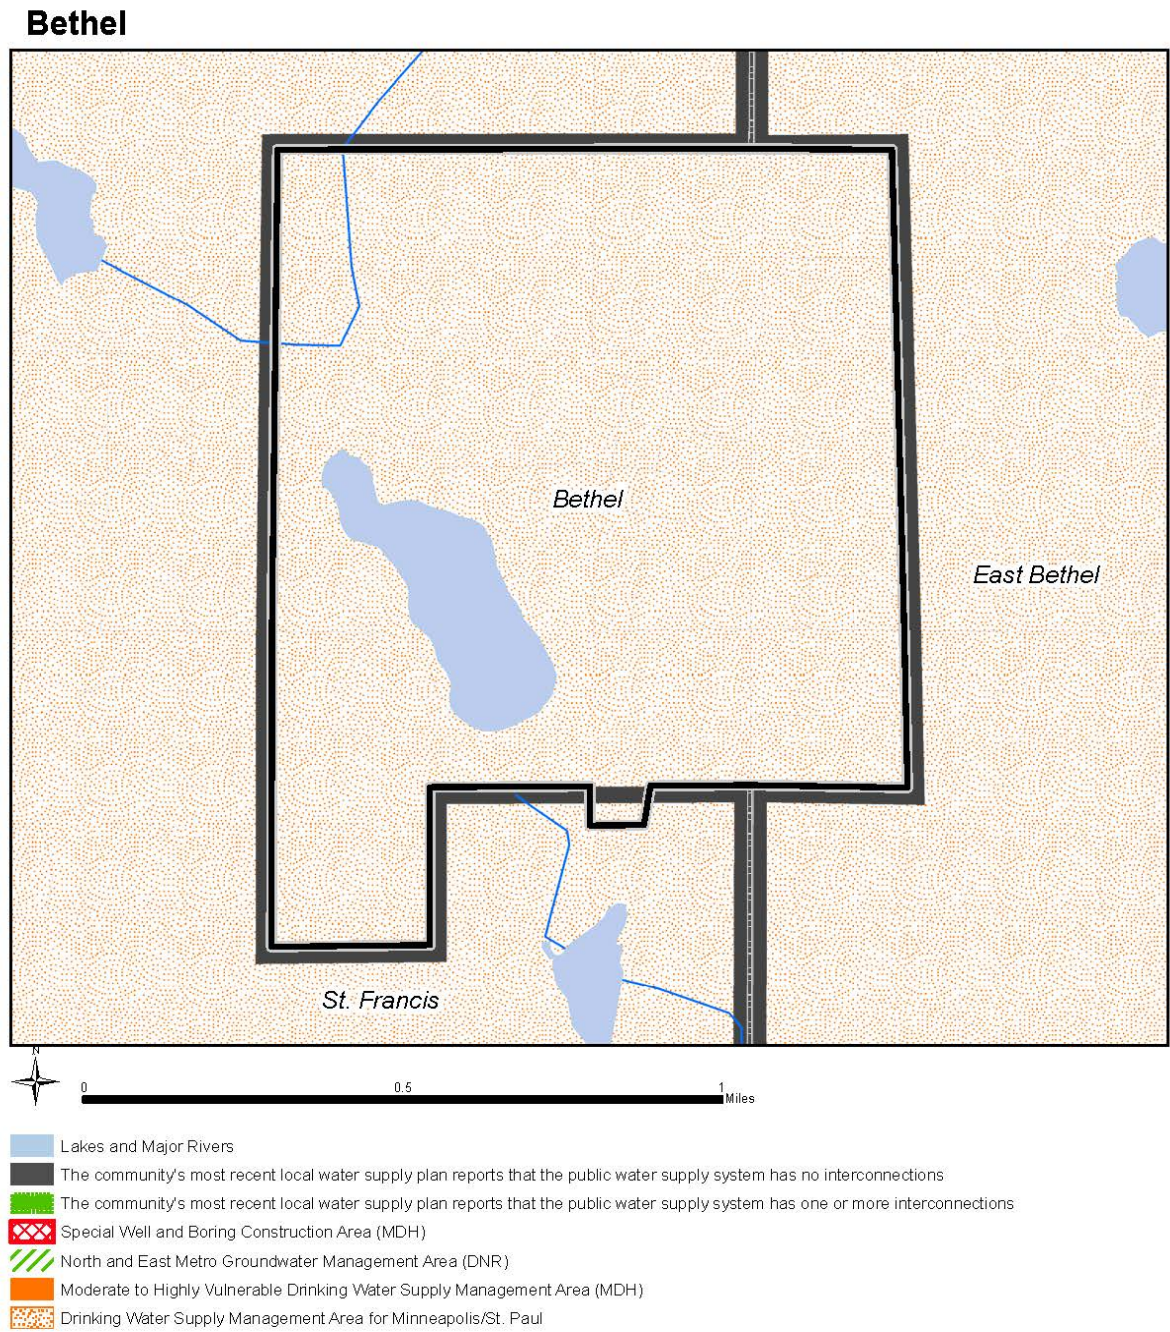 Bethel
Bethel
East Bethel
St. Francis
N
0 0.5 1
Miles
Lakes and Major Rivers
The community's most recent local water supply plan reports that the public water supply system has no interconnections
The community's most recent local water supply plan reports that the public water supply system has one or more interconnections
Special Well and Boring Construction Area (MDH)
North and East Metro Groundwater Management Area (DNR)
Moderate to Highly Vulnerable Drinking Water Supply Management Area (MDH)
Drinking Water Supply Management Area for Minneapolis/St. Paul